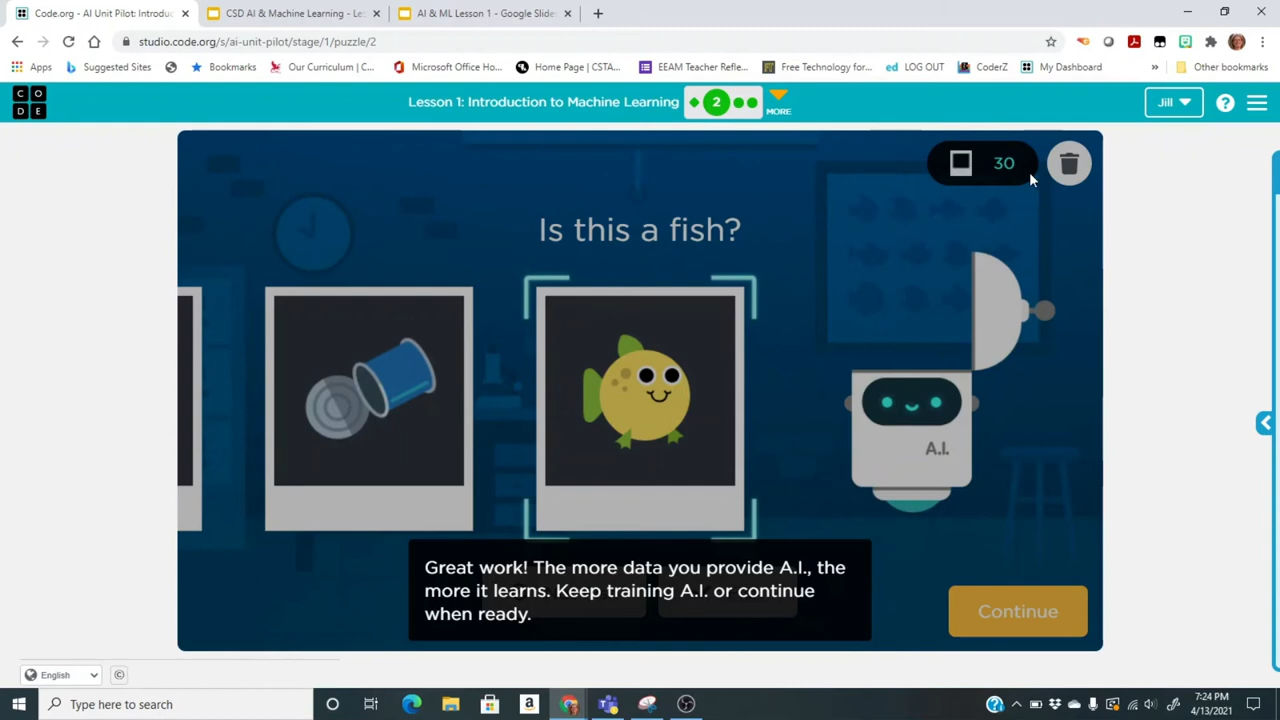 Code.org - AI Unit Pilot: Introduc
CSD AI & Machine Learning - Les
AI & ML Lesson 1 - Google Slide
studio.code.org/s/ai-unit-pilot/stage/1/puzzle/2
Apps
Suggested Sites
Bookmarks
Our Curriculum | C...
Microsoft Office Ho...
Home Page | CSTA...
EEAM Teacher Refle...
Free Technology for...
ed LOG OUT
CoderZ
My Dashboard
»
Other bookmarks
C O
D E
Lesson 1: Introduction to Machine Learning
2
MORE
Jill
?
30
Is this a fish?
A.I.
Great work! The more data you provide A.I., the
more it learns. Keep training A.I. or continue
when ready.
Continue
English
©
Type here to search
a
7:24 PM
4/13/2021